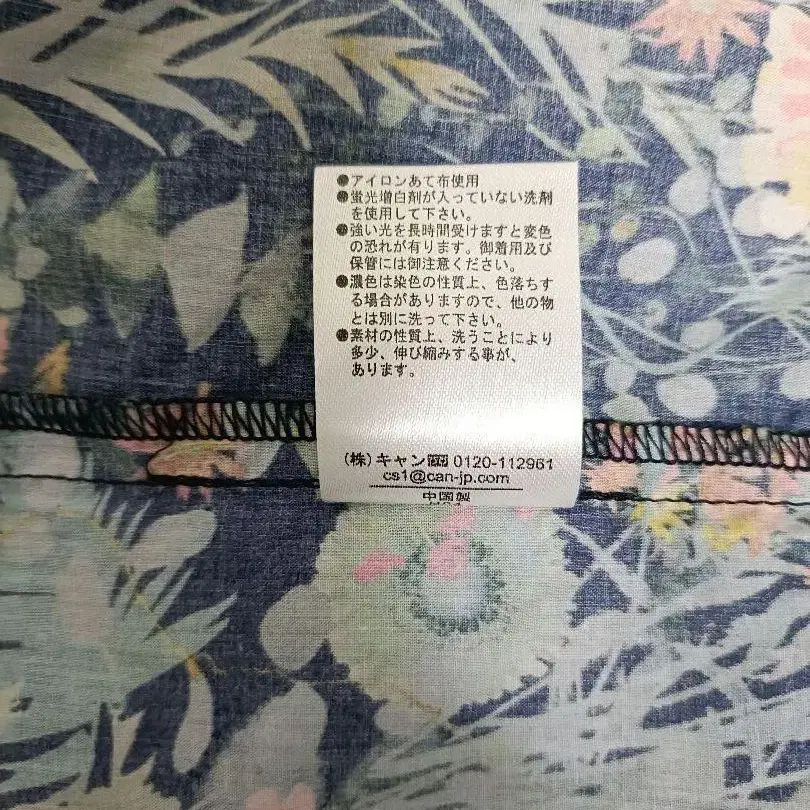 ●アイロンあて布使用
●蛍光増白剤が入っていない洗剤
を使用して下さい。
●強い光を長時間受けますと変色
の恐れが有ります。御着用及び
保管には御注意ください。
●濃色は染色の性質上、色落ちす
る場合がありますので、他の物
とは別に洗って下さい。
●素材の性質上、洗うことにより
多少、伸び縮みする事が、
あります。
(株)キャン 0120-112961
cs1@can-jp.com
中国製